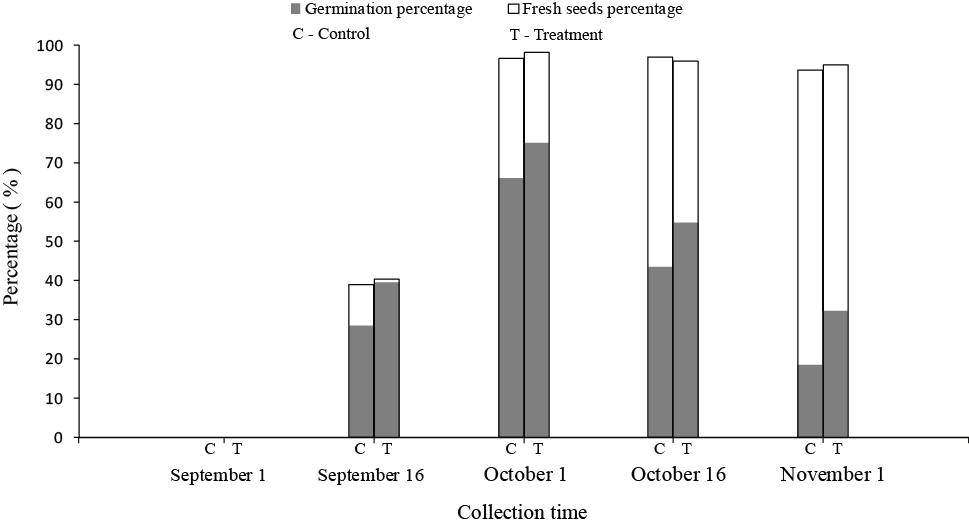 Germination percentage Fresh seeds percentage
C - Control T - Treatment
100
90
80
70
60
50
40
30
20
10
0
Percentage ( % )
C T C T C T C T C T
September 1 September 16 October 1 October 16 November 1
Collection time